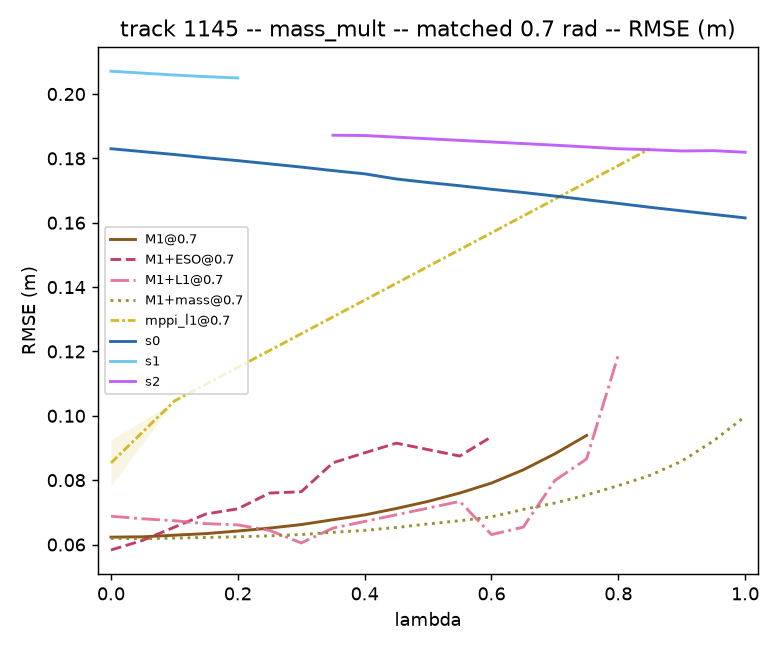 track 1145 -- mass_mult -- matched 0.7 rad -- RMSE (m)
RMSE (m)
0.20
0.18
0.16
0.14
0.12
0.10
0.08
0.06
M1@0.7
M1+ESO@0.7
M1+L1@0.7
M1+mass@0.7
mppi_l1@0.7
s0
s1
s2
0.0 0.2 0.4 0.6 0.8 1.0
lambda